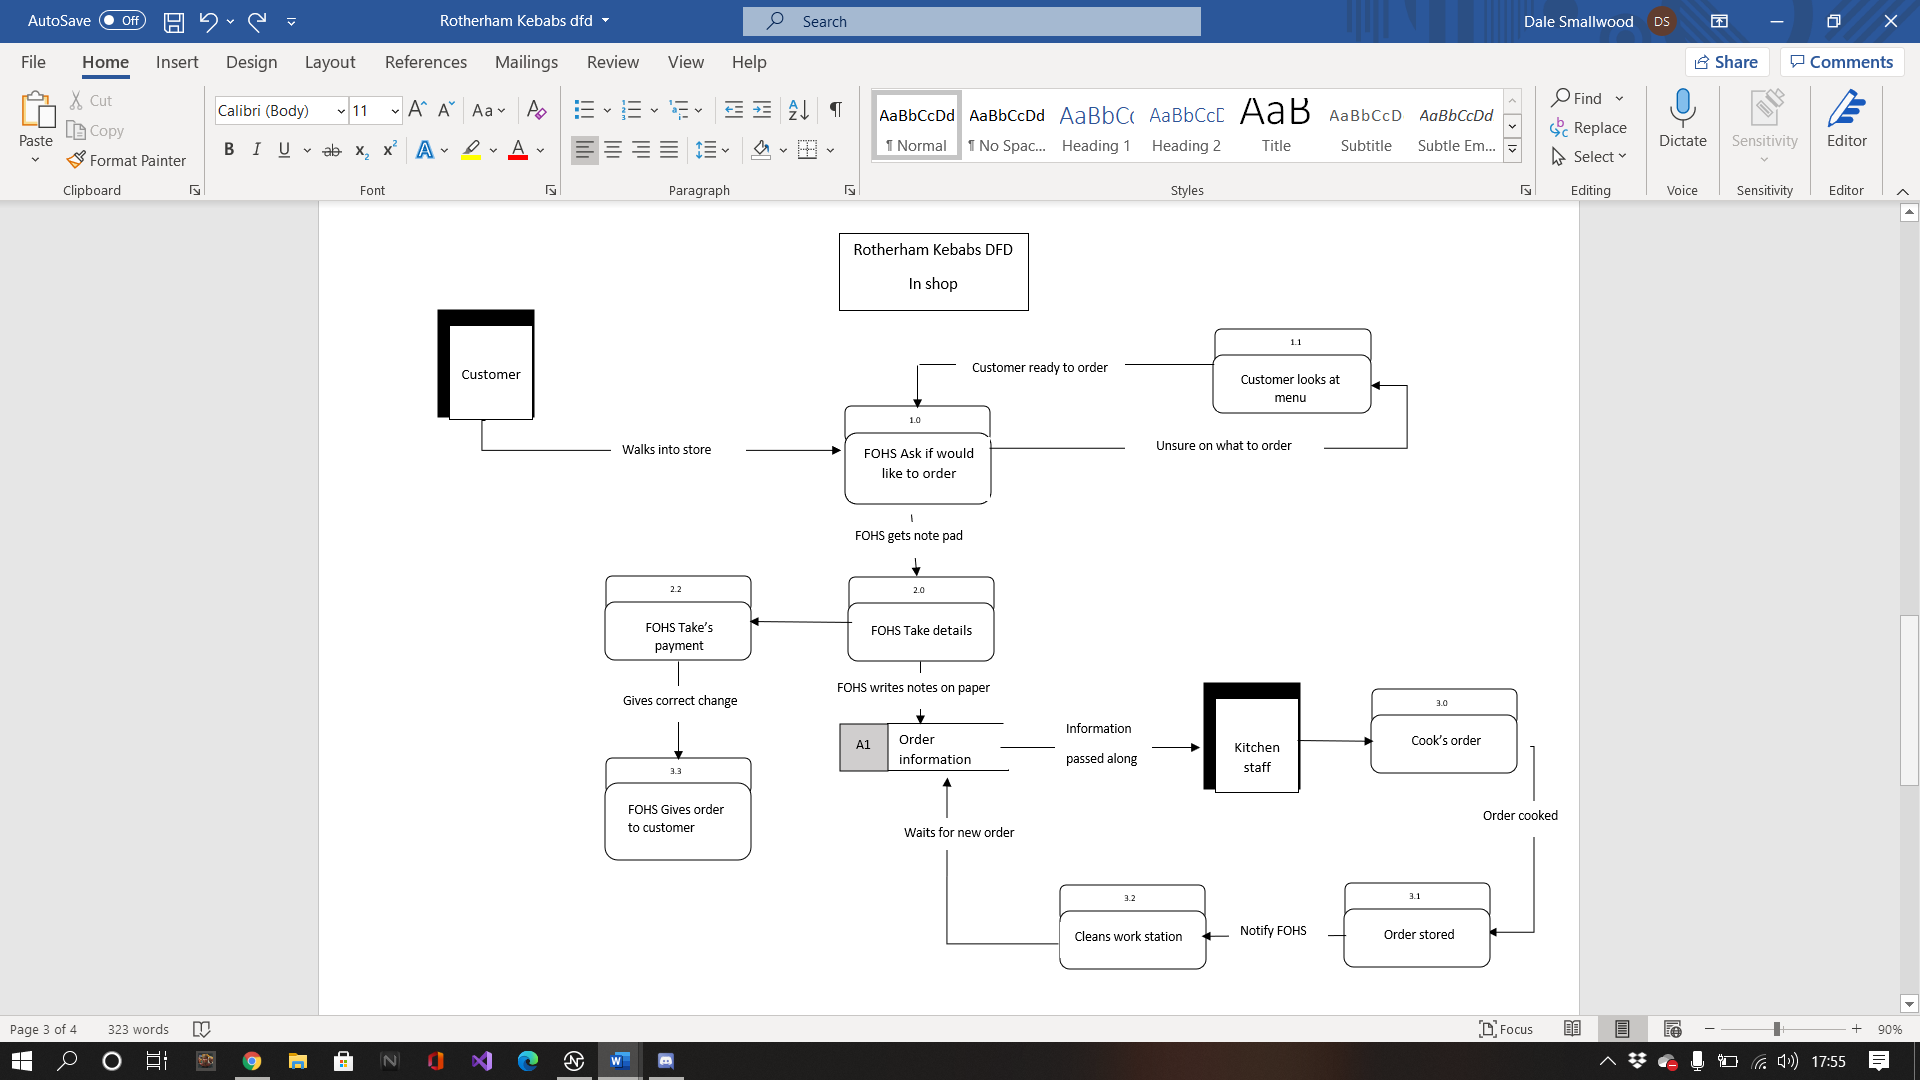 AutoSave Off
Rotherham Kebabs dfd
Search
Dale Smallwood DS
File Home Insert Design Layout References Mailings Review View Help
Share Comments
Paste
Cut
Copy
Format Painter
Clipboard
Calibri (Body) 11
A A Aa A
B I U ab x2 x2 A A
Font
Paragraph
AaBbCcDd AaBbCcDd AaBbCc AaBbCcD AaB AaBbCcD AaBbCcDd
¶ Normal ¶ No Spac... Heading 1 Heading 2 Title Subtitle Subtle Em...
Styles
Find
Replace
Select
Editing
Dictate
Voice
Sensitivity
Sensitivity
Editor
Editor
Rotherham Kebabs DFD
In shop
Customer
1.1
Customer looks at
menu
Customer ready to order
Walks into store
1.0
FOHS Ask if would
like to order
Unsure on what to order
FOHS gets note pad
2.2
FOHS Take’s
payment
2.0
FOHS Take details
Gives correct change
FOHS writes notes on paper
3.3
FOHS Gives order
to customer
A1
Order
information
Information
passed along
Kitchen
staff
3.0
Cook’s order
Order cooked
Waits for new order
3.2
Cleans work station
Notify FOHS
3.1
Order stored
Page 3 of 4 323 words
Focus
90%
17:55